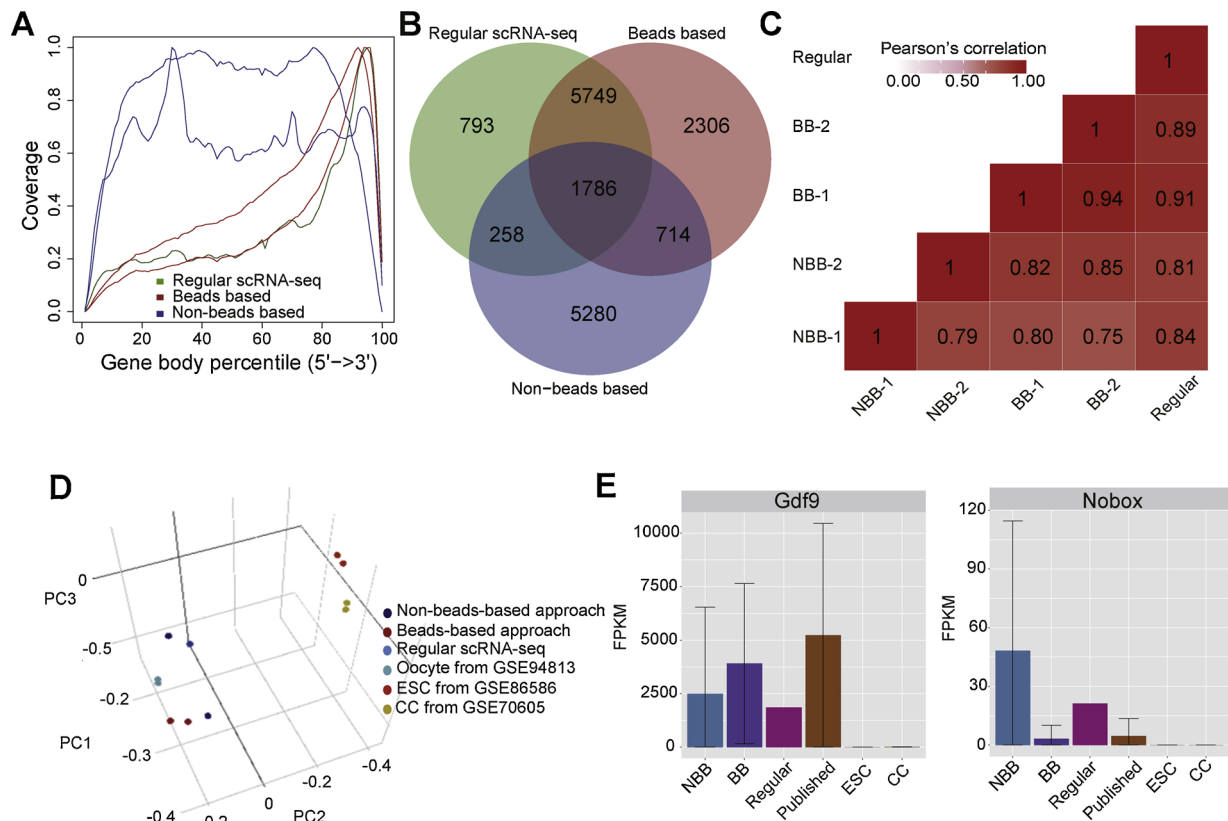 A
Coverage
1.0
0.8
0.6
0.4
0.2
0.0
Regular scRNA-seq
Beads based
Non-beads based
0 20 40 60 80 100
Gene body percentile (5'->3')
B
Regular scRNA-seq
Beads based
793
5749
2306
1786
258
714
5280
Non-beads based
C
Pearson's correlation
0.00 0.50 1.00
Regular 1
BB-2 1 0.89
BB-1 1 0.94 0.91
NBB-2 1 0.82 0.85 0.81
NBB-1 1 0.79 0.80 0.75 0.84
NBB-1 NBB-2 BB-1 BB-2 Regular
D
0
PC3
-0.5
-0.2
PC1
-0.3
-0.4
0
PC2
-0.2
-0.4
Non-beads-based approach
Beads-based approach
Regular scRNA-seq
Oocyte from GSE94813
ESC from GSE86586
CC from GSE70605
E
Gdf9
FPKM
10000
7500
5000
2500
0
NBB BB Regular Published ESC CC
Nobox
FPKM
120
90
60
30
0
NBB BB Regular Published ESC CC